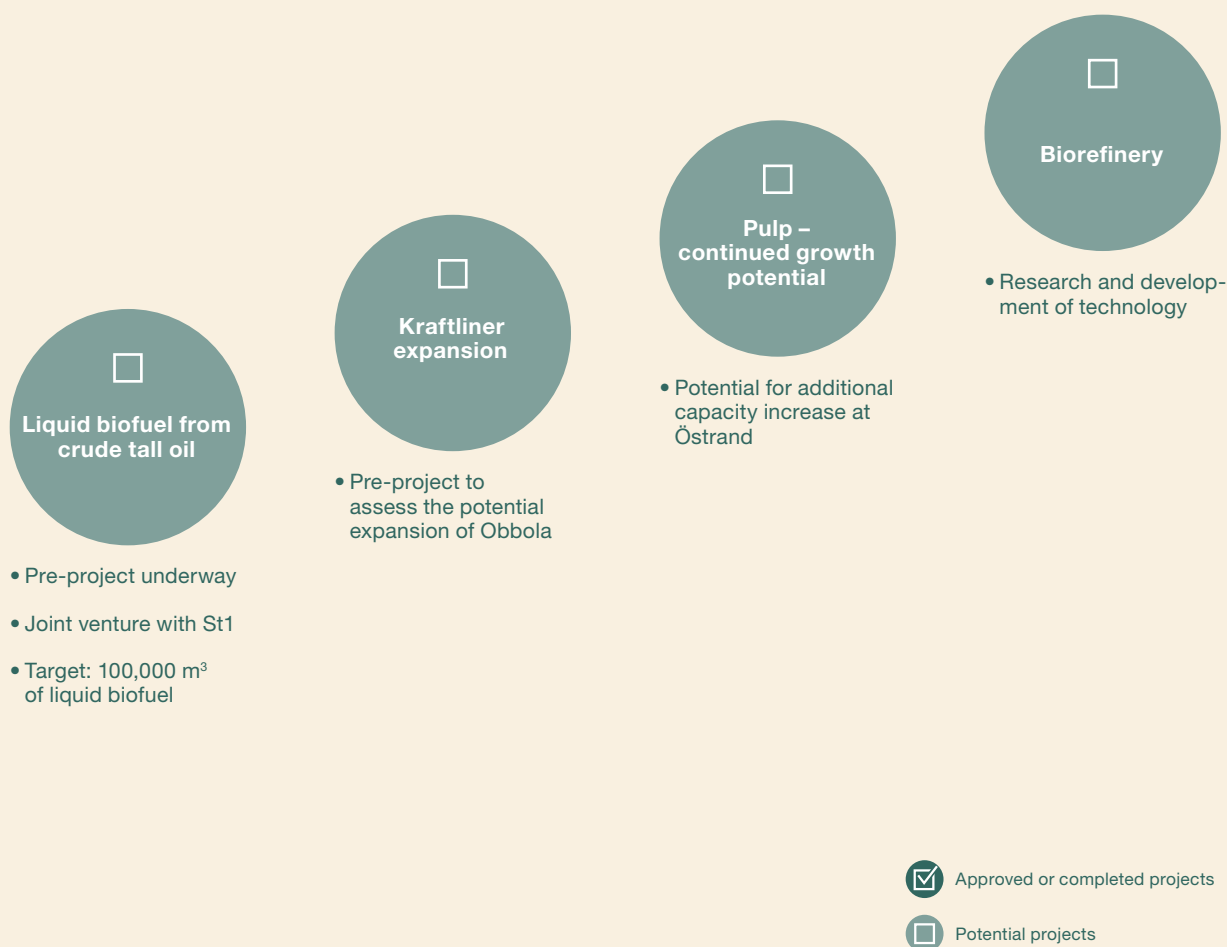 Liquid biofuel from
crude tall oil
• Pre-project underway
• Joint venture with St1
• Target: 100,000 m³
of liquid biofuel
Kraftliner
expansion
• Pre-project to
assess the potential
expansion of Obbola
Pulp –
continued growth
potential
• Potential for additional
capacity increase at
Östrand
Biorefinery
• Research and develop-
ment of technology
Approved or completed projects
Potential projects